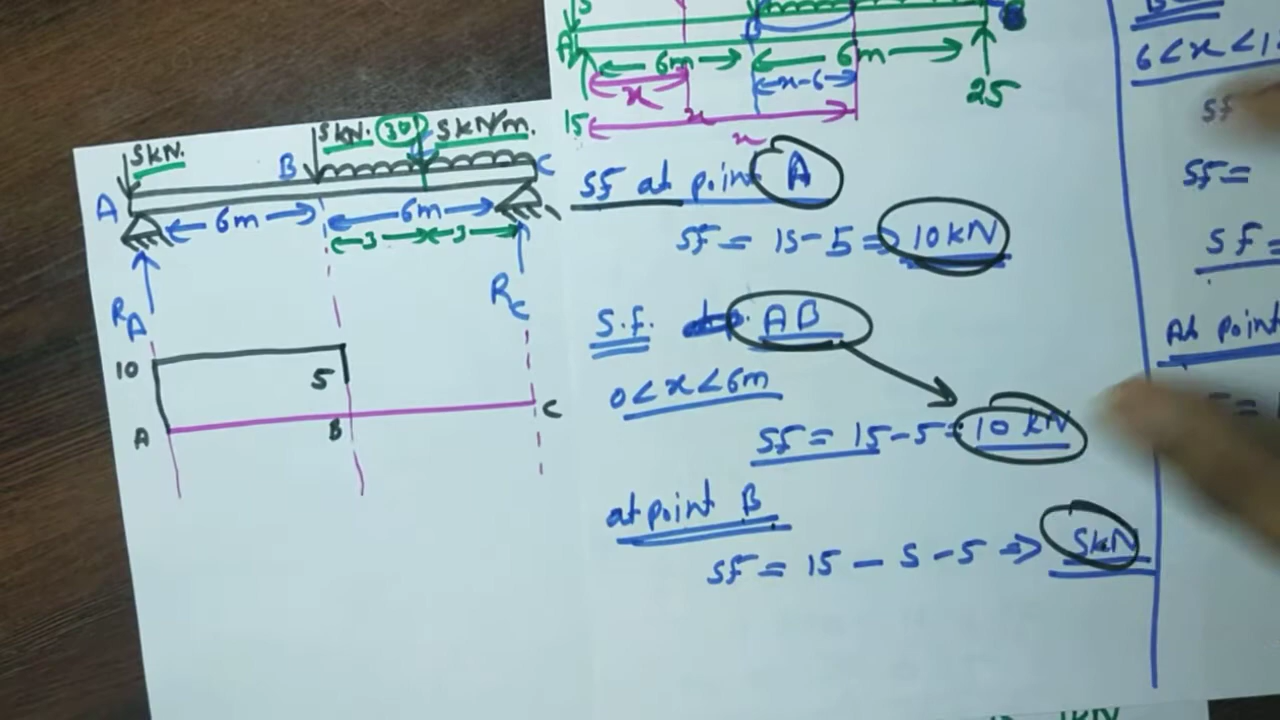 5kN.
5kN.
30
5kN/m.
A
B
C
6m
6m
3
3
RA
RC
10
5
A
B
C
A
6m
6m
x
x-6
x
x
15
25
SF at point A
SF = 15-5 => 10kN
S.F. AB
0<x<6m
SF = 15-5= 10 kN
at point B
SF = 15 - 5 - 5 => 5kN
6<x<1
SF
SF =
SF =
At point